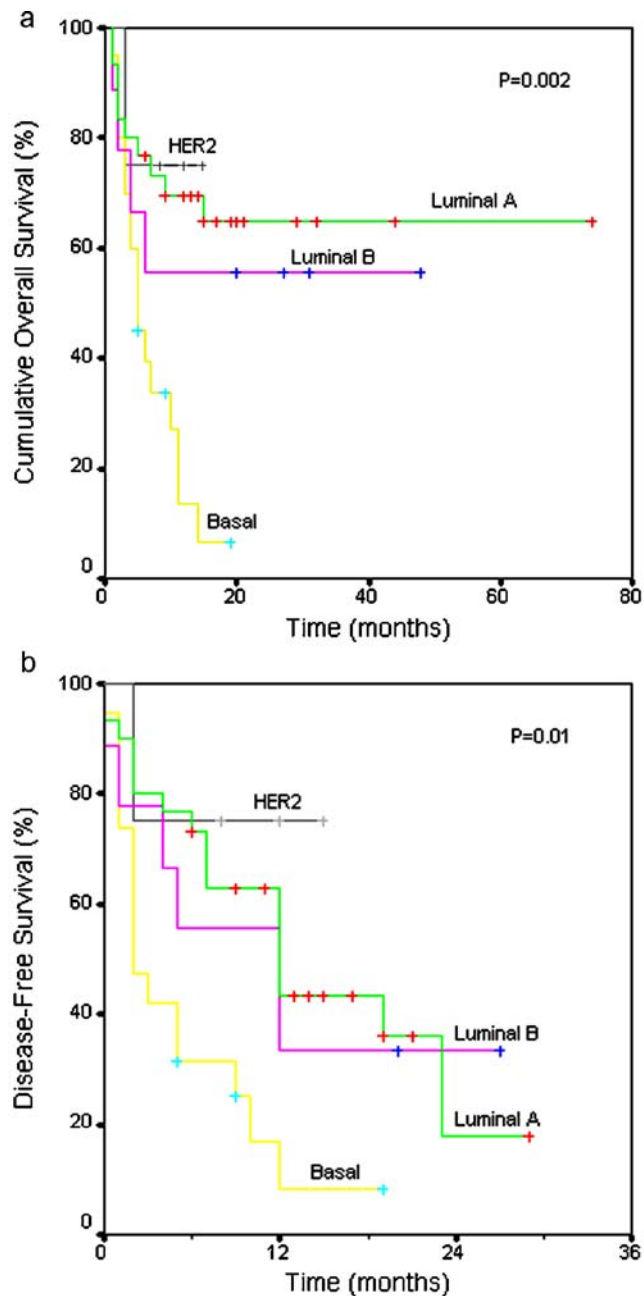 a
100
P=0.002
80
HER2
Luminal A
60
Luminal B
40
20
Basal
0
0 20 40 60 80
Cumulative Overall Survival (%)
Time (months)
b
100
P=0.01
80
HER2
60
40
Luminal B
20
Luminal A
Basal
0
0 12 24 36
Disease-Free Survival (%)
Time (months)